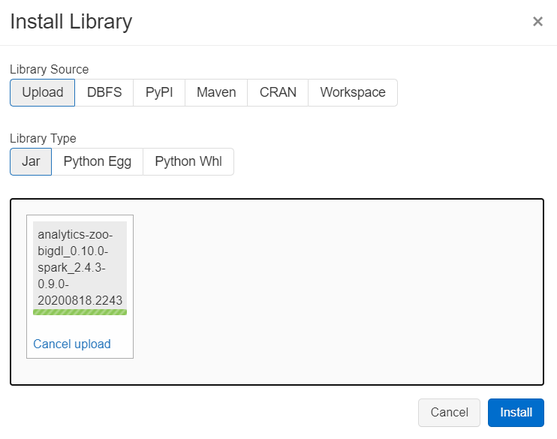 Install Library ×
Library Source
Upload DBFS PyPI Maven CRAN Workspace
Library Type
Jar Python Egg Python Whl
analytics-zoo-
bigdl_0.10.0-
spark_2.4.3-
0.9.0-
20200818.2243
Cancel upload
Cancel Install